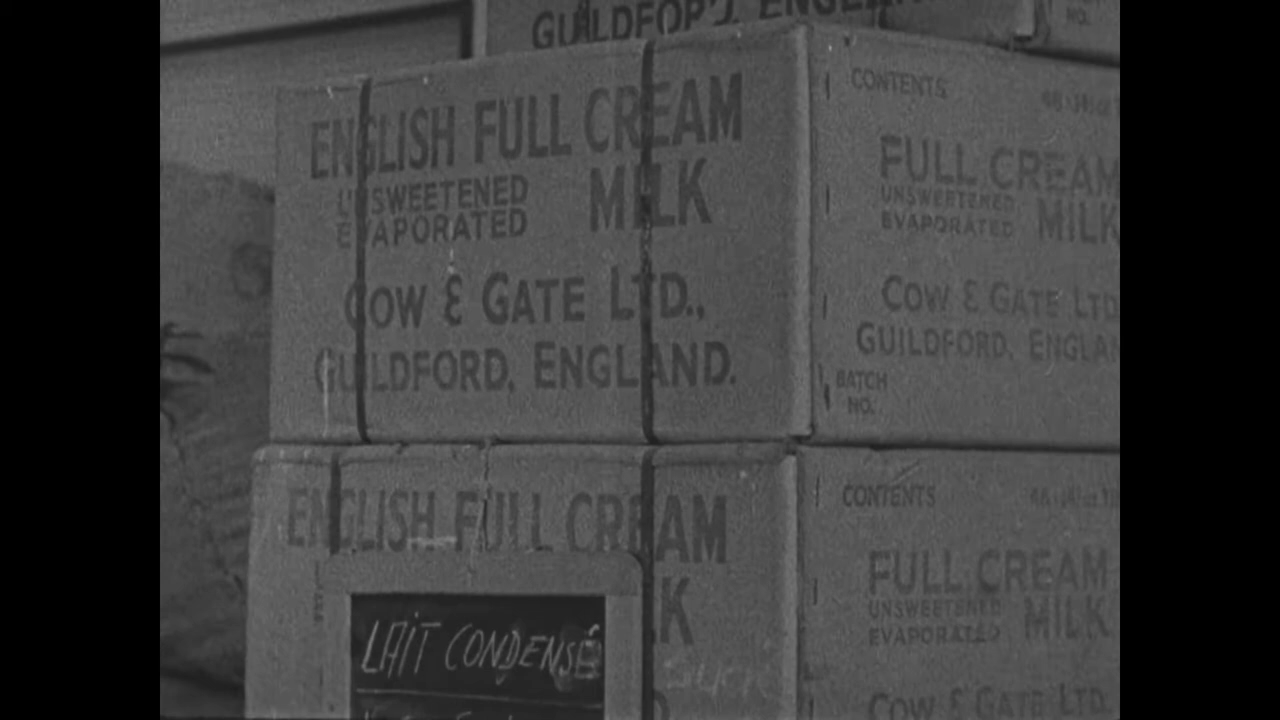 GUILDFORD, ENGLAND
NO.
ENGLISH FULL CREAM
UNSWEETENED
EVAPORATED
MILK
COW & GATE LTD.,
GUILDFORD, ENGLAND.
CONTENTS
FULL CREAM
UNSWEETENED
EVAPORATED
MILK
COW & GATE LTD
GUILDFORD, ENGLAN
BATCH
NO.
ENGLISH FULL CREAM
LK
LAIT CONDENSÉ
CONTENTS
FULL CREAM
UNSWEETENED
EVAPORATED
MILK
COW & GATE LTD